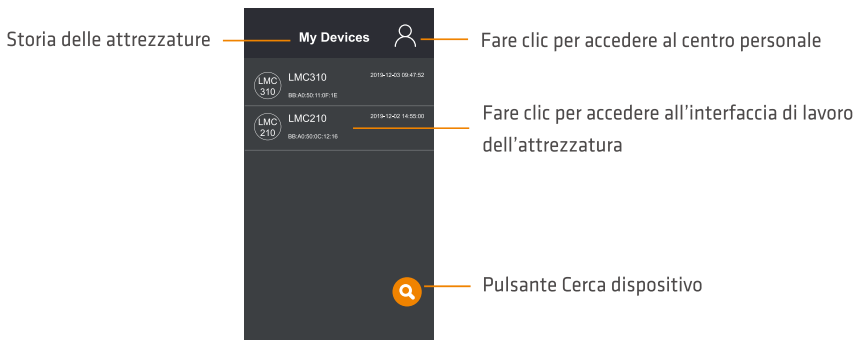 Storia delle attrezzature
My Devices
Fare clic per accedere al centro personale
LMC
310
LMC310
2019-12-03 09:47:52
BB:A0:50:11:0F:1E
LMC
210
LMC210
2019-12-02 14:55:00
BB:A0:50:0C:12:16
Fare clic per accedere all'interfaccia di lavoro
dell'attrezzatura
Pulsante Cerca dispositivo